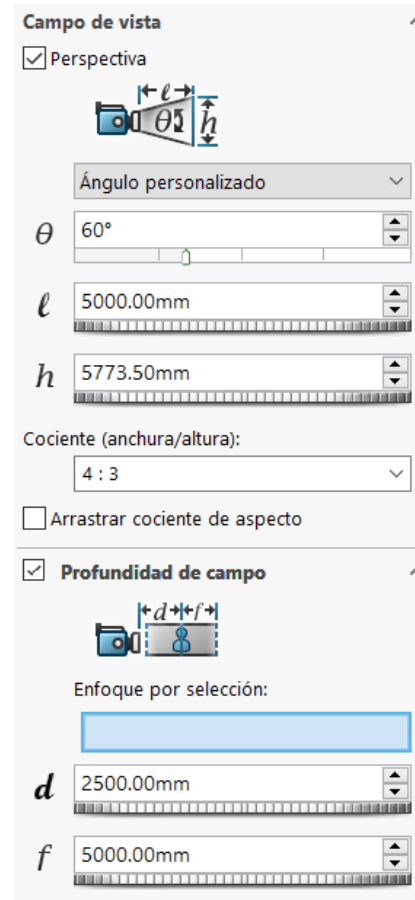 Campo de vista
Perspectiva
ℓ
θ h
Ángulo personalizado
θ 60°
ℓ 5000.00mm
h 5773.50mm
Cociente (anchura/altura):
4 : 3
Arrastrar cociente de aspecto
Profundidad de campo
d f
Enfoque por selección:
d 2500.00mm
f 5000.00mm